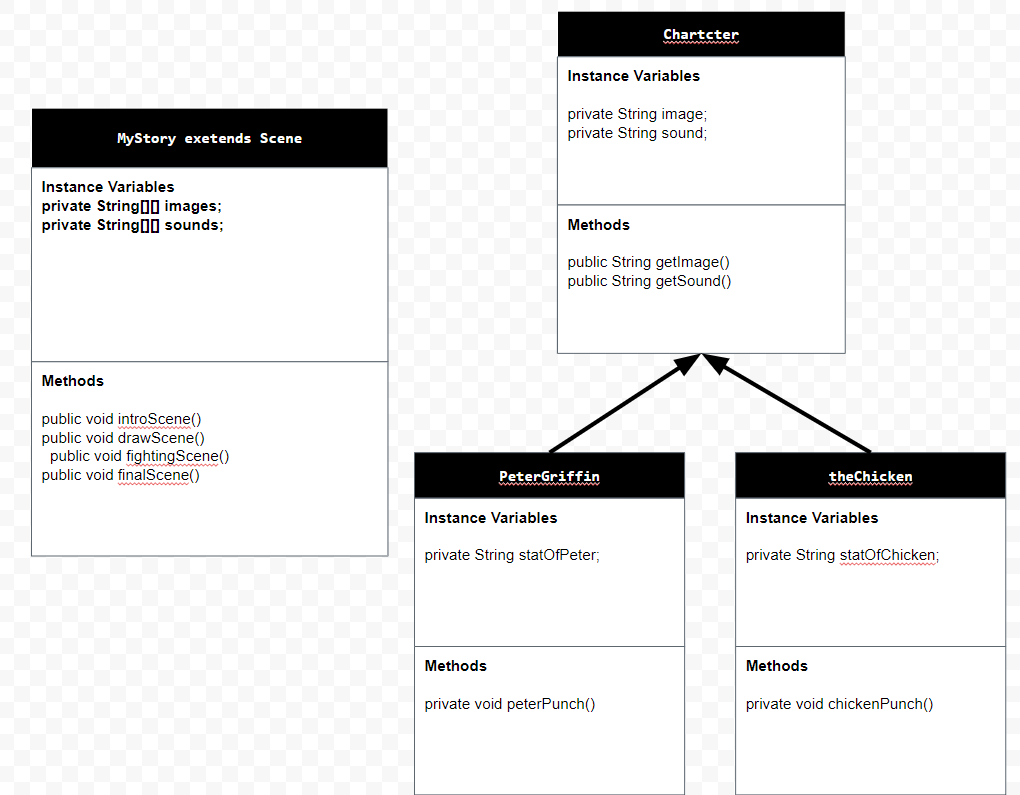 Chartcter
Instance Variables
private String image;
private String sound;
Methods
public String getImage()
public String getSound()
MyStory exetends Scene
Instance Variables
private String[][] images;
private String[][] sounds;
Methods
public void introScene()
public void drawScene()
public void fightingScene()
public void finalScene()
PeterGriffin
Instance Variables
private String statOfPeter;
Methods
private void peterPunch()
theChicken
Instance Variables
private String statOfChicken;
Methods
private void chickenPunch()